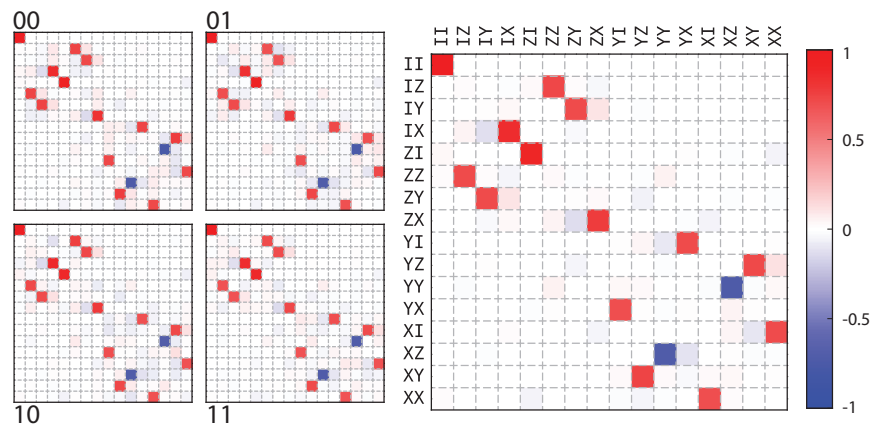 00
01
10
11
II IZ IY IX ZI ZZ ZY ZX YI YZ YY YX XI XZ XY XX
II
IZ
IY
IX
ZI
ZZ
ZY
ZX
YI
YZ
YY
YX
XI
XZ
XY
XX
1
0.5
0
-0.5
-1